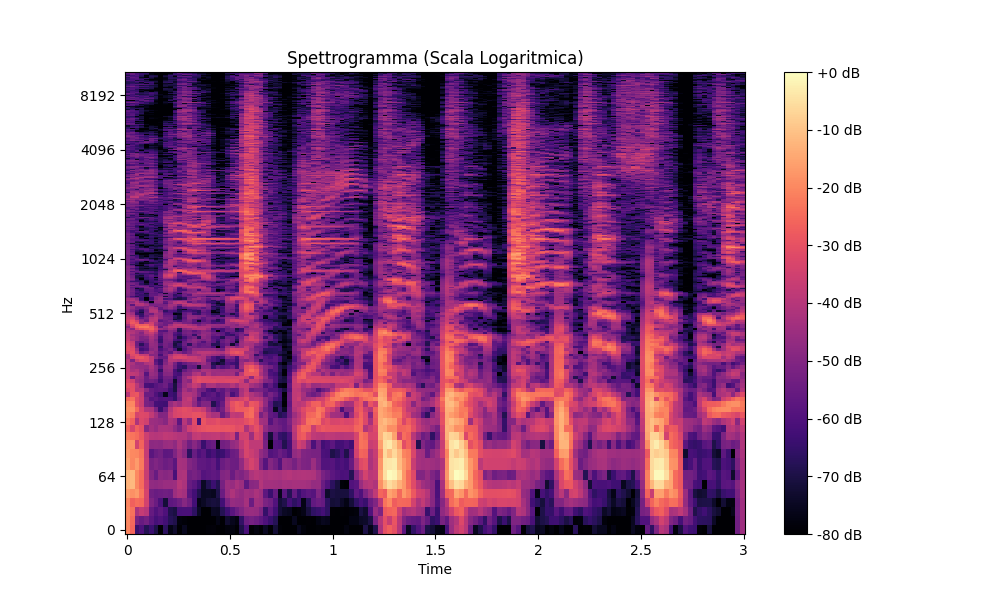 Spettrogramma (Scala Logaritmica)
Hz
8192
4096
2048
1024
512
256
128
64
0
0
0.5
1
1.5
2
2.5
3
Time
+0 dB
-10 dB
-20 dB
-30 dB
-40 dB
-50 dB
-60 dB
-70 dB
-80 dB